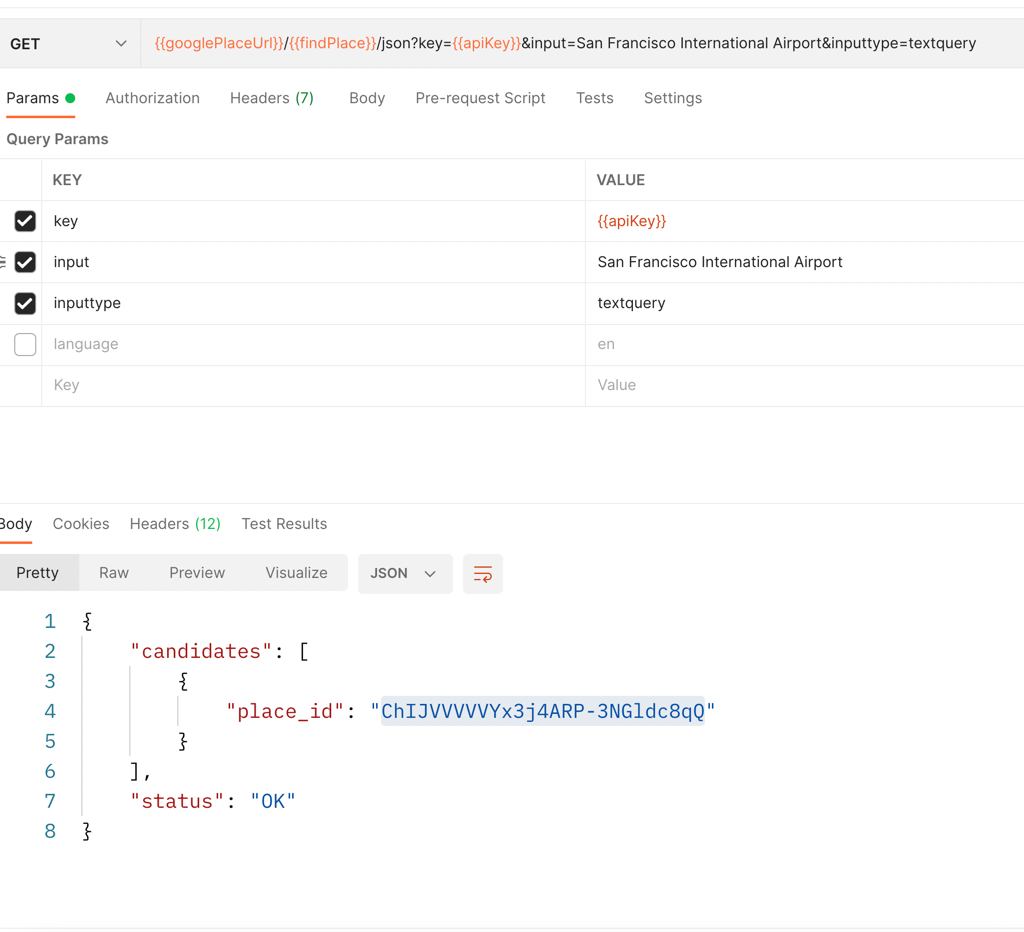 GET {{googlePlaceUrl}}/{{findPlace}}/json?key={{apiKey}}&input=San Francisco International Airport&inputtype=textquery
Params Authorization Headers (7) Body Pre-request Script Tests Settings
Query Params
KEY VALUE
key {{apiKey}}
input San Francisco International Airport
inputtype textquery
language en
Key Value
Body Cookies Headers (12) Test Results
Pretty Raw Preview Visualize JSON
1 {
2 "candidates": [
3 {
4 "place_id": "ChIJVVVVVYx3j4ARP-3NGldc8qQ"
5 }
6 ],
7 "status": "OK"
8 }